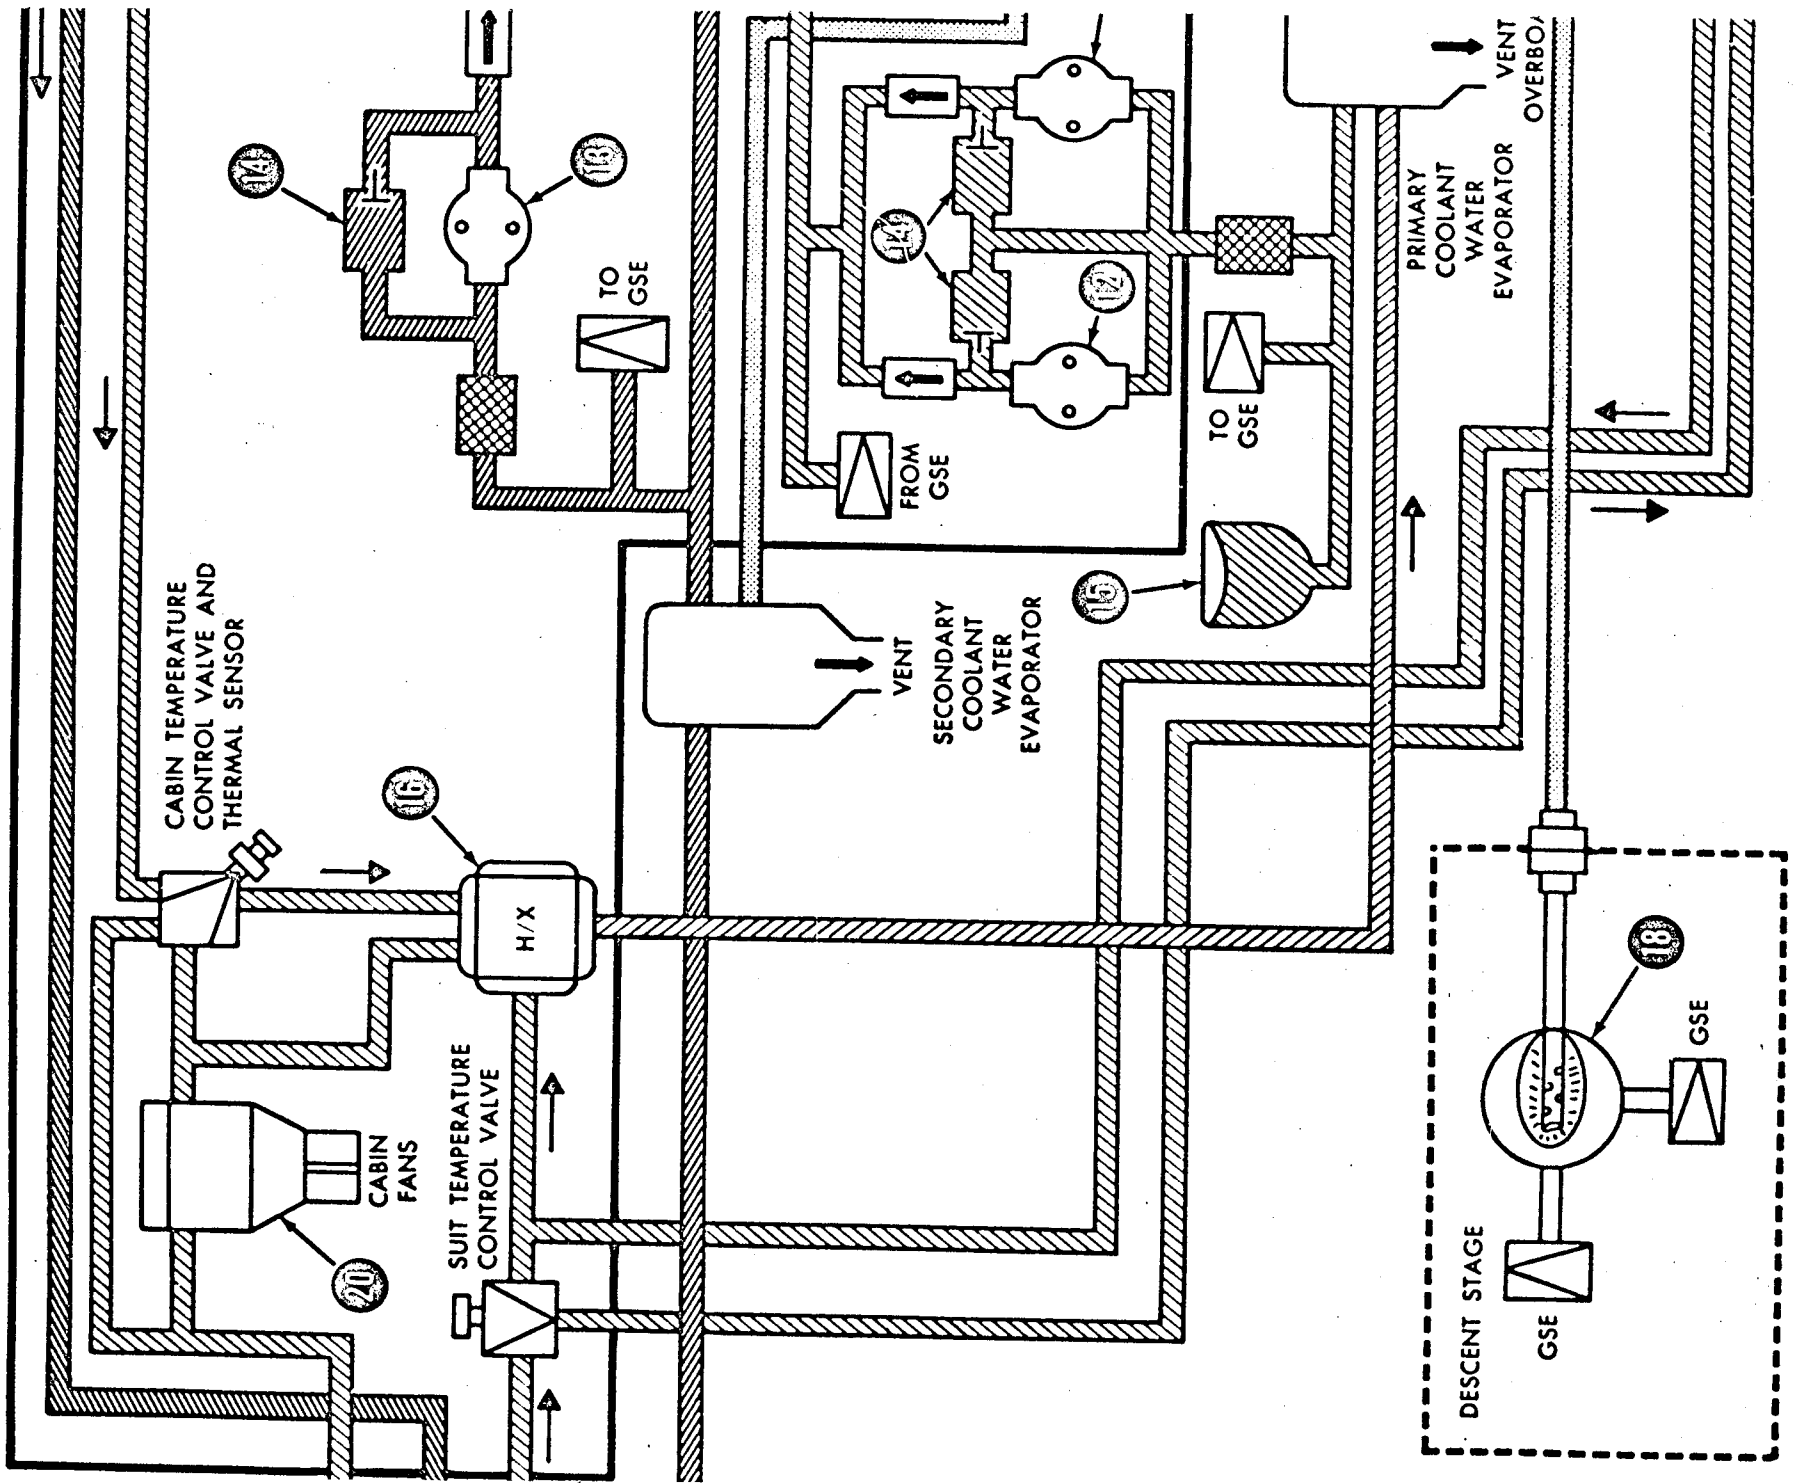 14
13
TO
GSE
14
12
FROM
GSE
TO
GSE
15
VENT
PRIMARY
COOLANT
WATER
EVAPORATOR
CABIN TEMPERATURE
CONTROL VALVE AND
THERMAL SENSOR
16
H/X
VENT
SECONDARY
COOLANT
WATER
EVAPORATOR
CABIN
FANS
20
SUIT TEMPERATURE
CONTROL VALVE
18
GSE
GSE
DESCENT STAGE